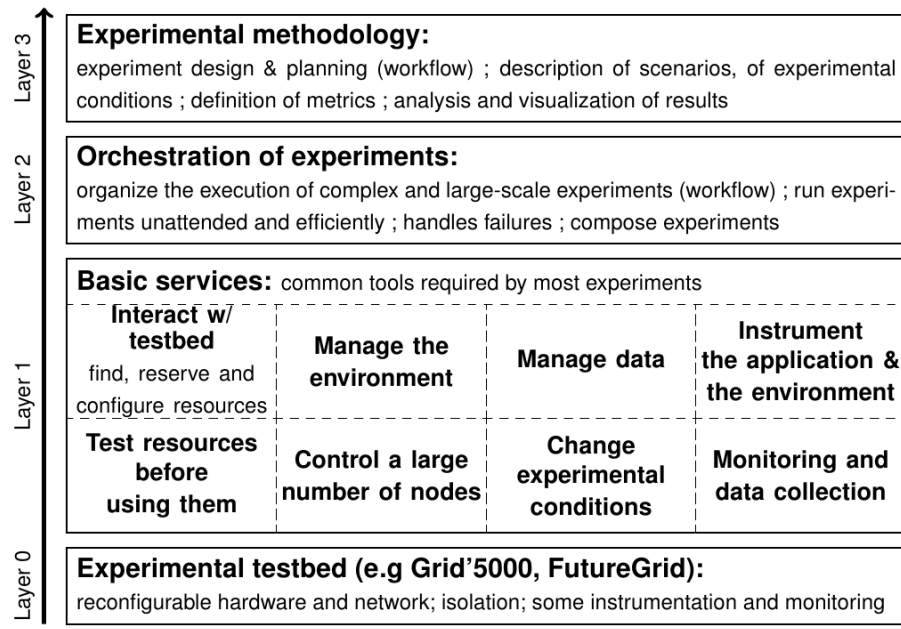 Layer 3
Experimental methodology:
experiment design & planning (workflow) ; description of scenarios, of experimental
conditions ; definition of metrics ; analysis and visualization of results
Layer 2
Orchestration of experiments:
organize the execution of complex and large-scale experiments (workflow) ; run experi-
ments unattended and efficiently ; handles failures ; compose experiments
Layer 1
Basic services: common tools required by most experiments
Interact w/
testbed
find, reserve and
configure resources
Manage the
environment
Manage data
Instrument
the application &
the environment
Test resources
before
using them
Control a large
number of nodes
Change
experimental
conditions
Monitoring and
data collection
Layer 0
Experimental testbed (e.g Grid'5000, FutureGrid):
reconfigurable hardware and network; isolation; some instrumentation and monitoring